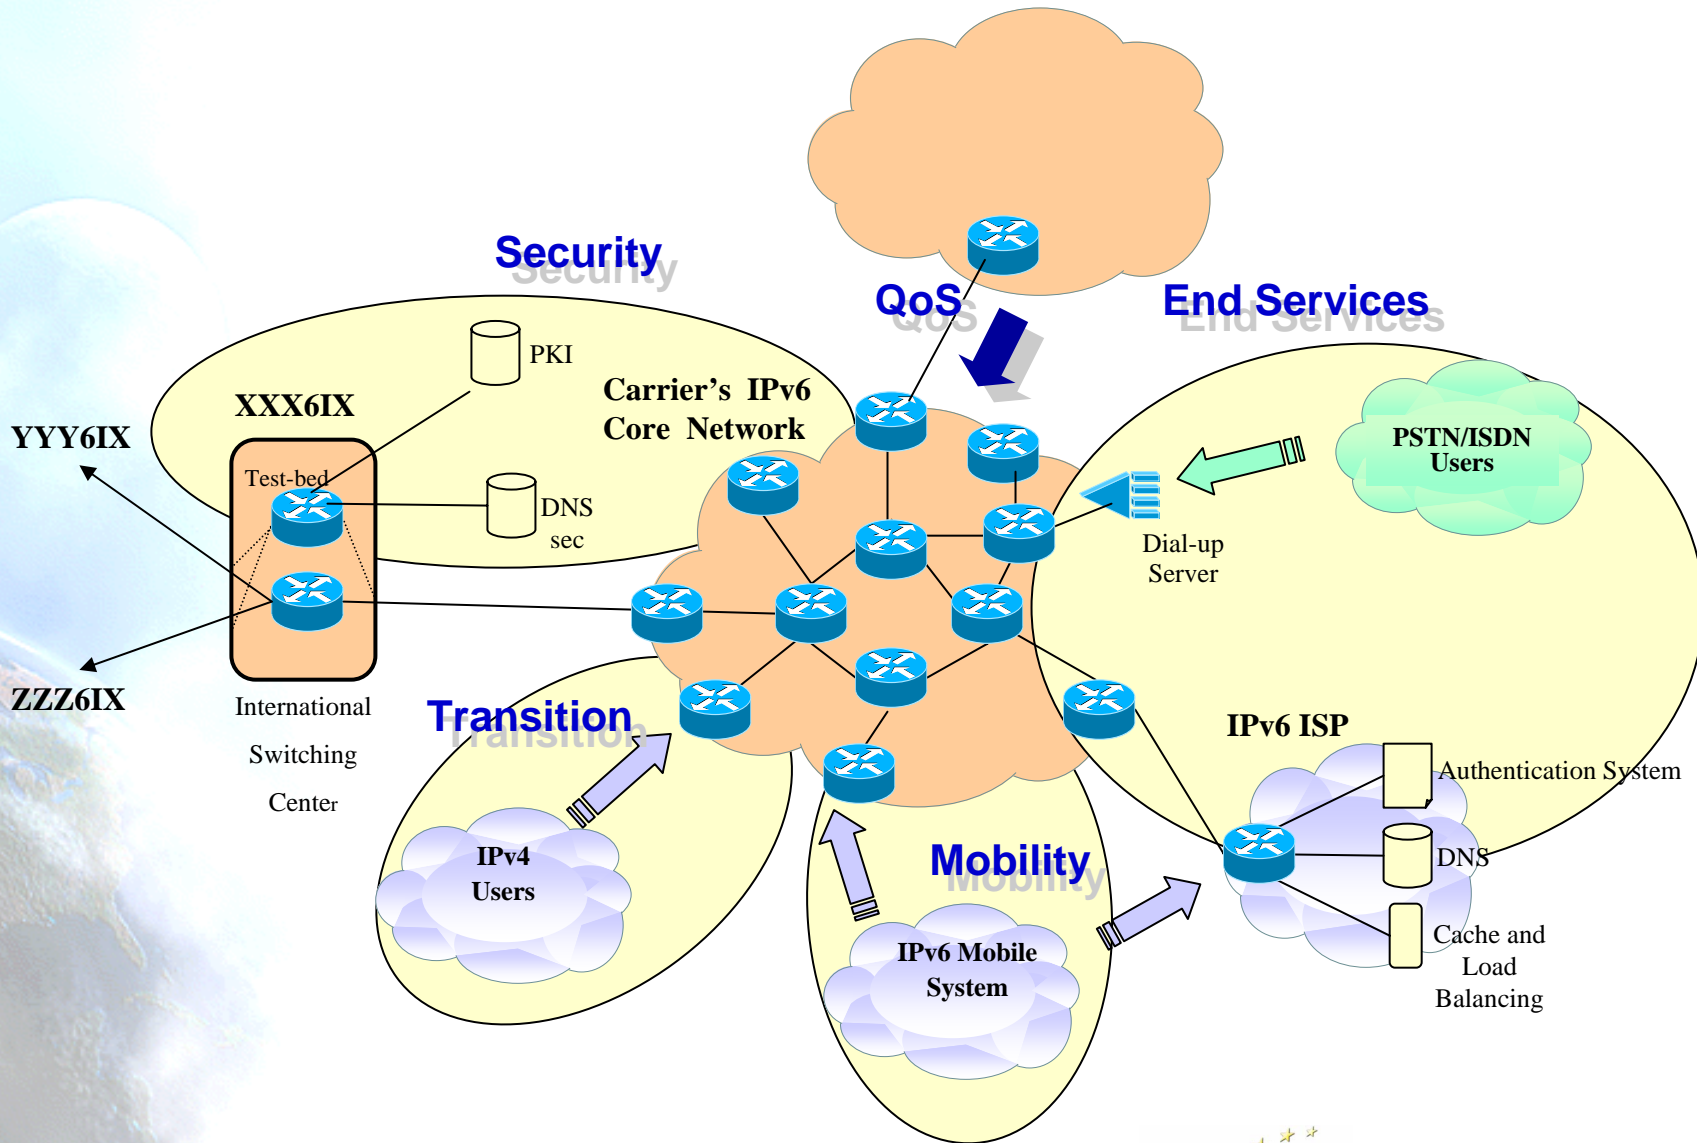 Security
QoS
End Services
PKI
Carrier's IPv6
Core Network
XXX6IX
YYY6IX
PSTN/ISDN
Users
Test-bed
DNS
sec
Dial-up
Server
ZZZ6IX
International
Switching
Center
Transition
IPv6 ISP
Authentication System
IPv4
Users
Mobility
DNS
IPv6 Mobile
System
Cache and
Load
Balancing